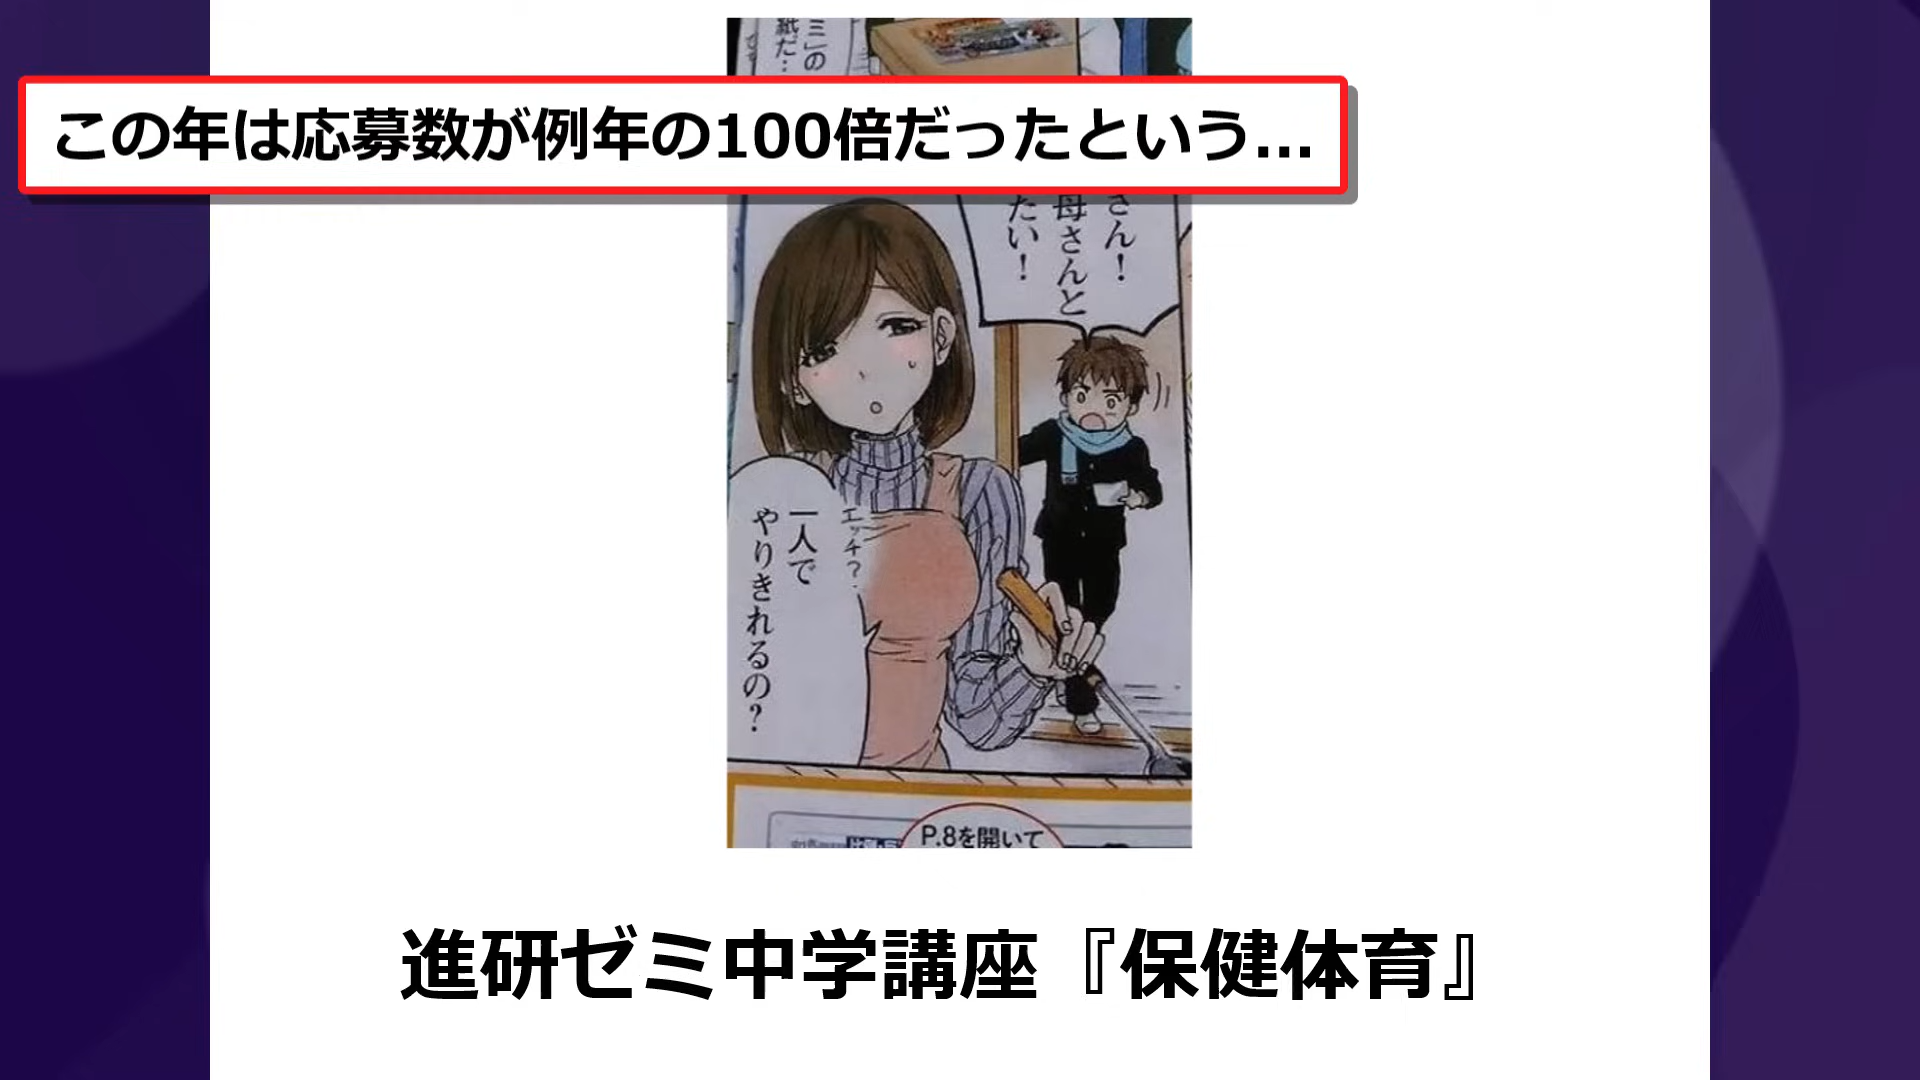 ミ」の
紙だ…
この年は応募数が例年の100倍だったという...
さん！
母さんと
たい！
エッチ？
一人で
やりきれるの？
P.8を開いて
進研ゼミ中学講座『保健体育』